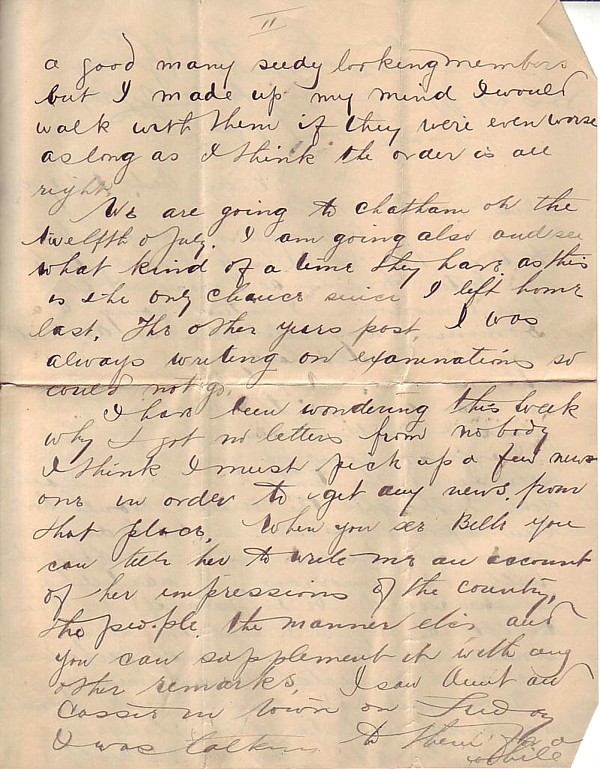 11
a good many seedy looking members
but I made up my mind I would
walk with them if they were even worse
as long as I think the order is all
right.
We are going to chatham on the
twelfth of July. I am going also and see
what kind of a time they have as this
is the only chance since I left home
last. The other years post I was
always writing on examinations so
could not go.
I have been wondering this week
why I got no letters from nobody
I think I must pick up a few new
ons in order to get any news from
that place. When you see Bell you
can tell her to write me an account
of her impressions of the country,
the people. the manner etc and
you can supplement it with any
other remarks. I saw Aunt and
Cassie in town on Friday
I was talking to them for a
while